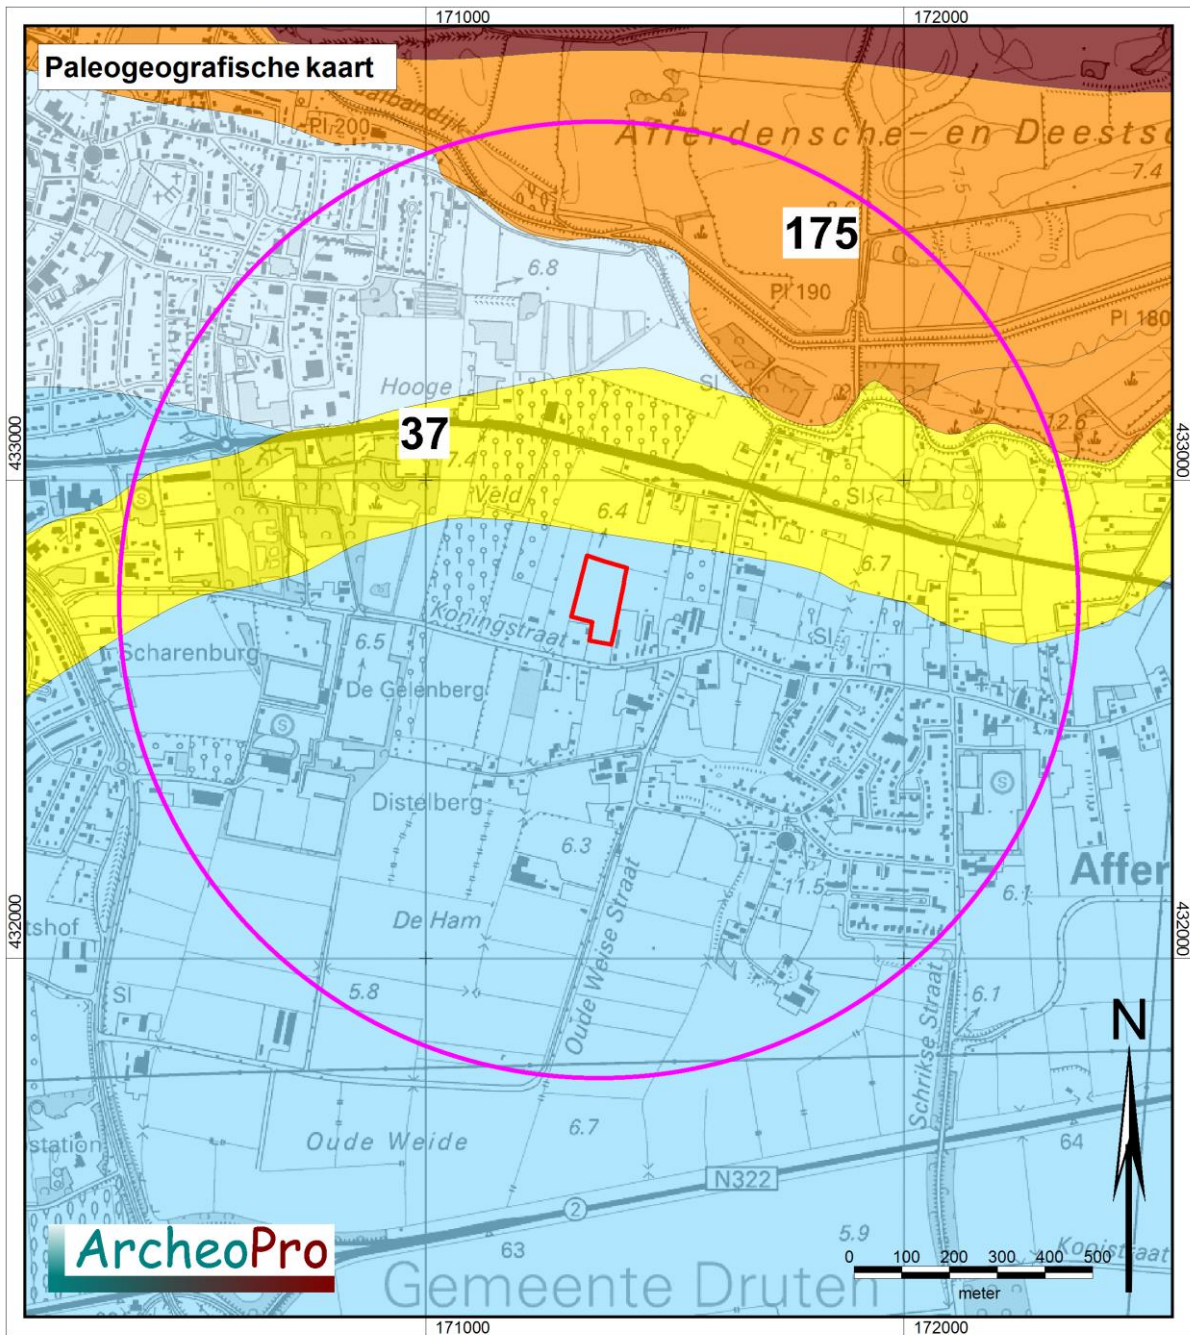 171000
172000
Paleogeografische kaart
Pl 200
Afferdensche- en Deestsc
7.5
7.4
175
6.8
Pl 190
Pl 180
Hooge
Sl
12.6
37
7.4
433000
433000
Veld
Sl
6.4
6.7
Koningstraat
Sl
6.5
Scharenburg
De Gelenberg
S
S
S
Distelberg
6.3
11.5
Affer
6.1
De Ham
Oude Weise Straat
tshof
432000
432000
5.8
Sl
6.1
Schrikse Straat
N
Oude Weide
6.7
64
station
N322
2
5.9
63
ArcheoPro
0 100 200 300 400 500
meter
Gemeente Druten
171000
172000